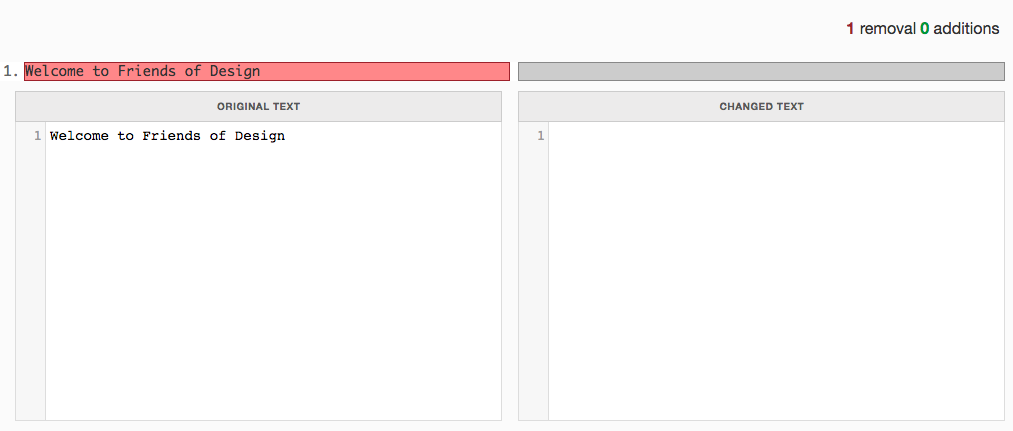 1 removal 0 additions
1. Welcome to Friends of Design
ORIGINAL TEXT
CHANGED TEXT
1 Welcome to Friends of Design
1